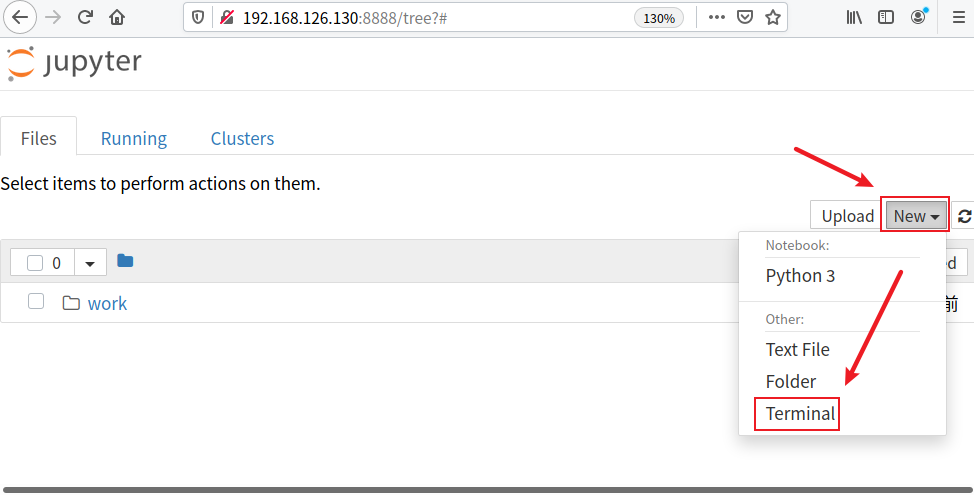 192.168.126.130:8888/tree?#
130%
jupyter
Files
Running
Clusters
Select items to perform actions on them.
Upload
New
0
Notebook:
ed
Python 3
work
前
Other:
Text File
Folder
Terminal